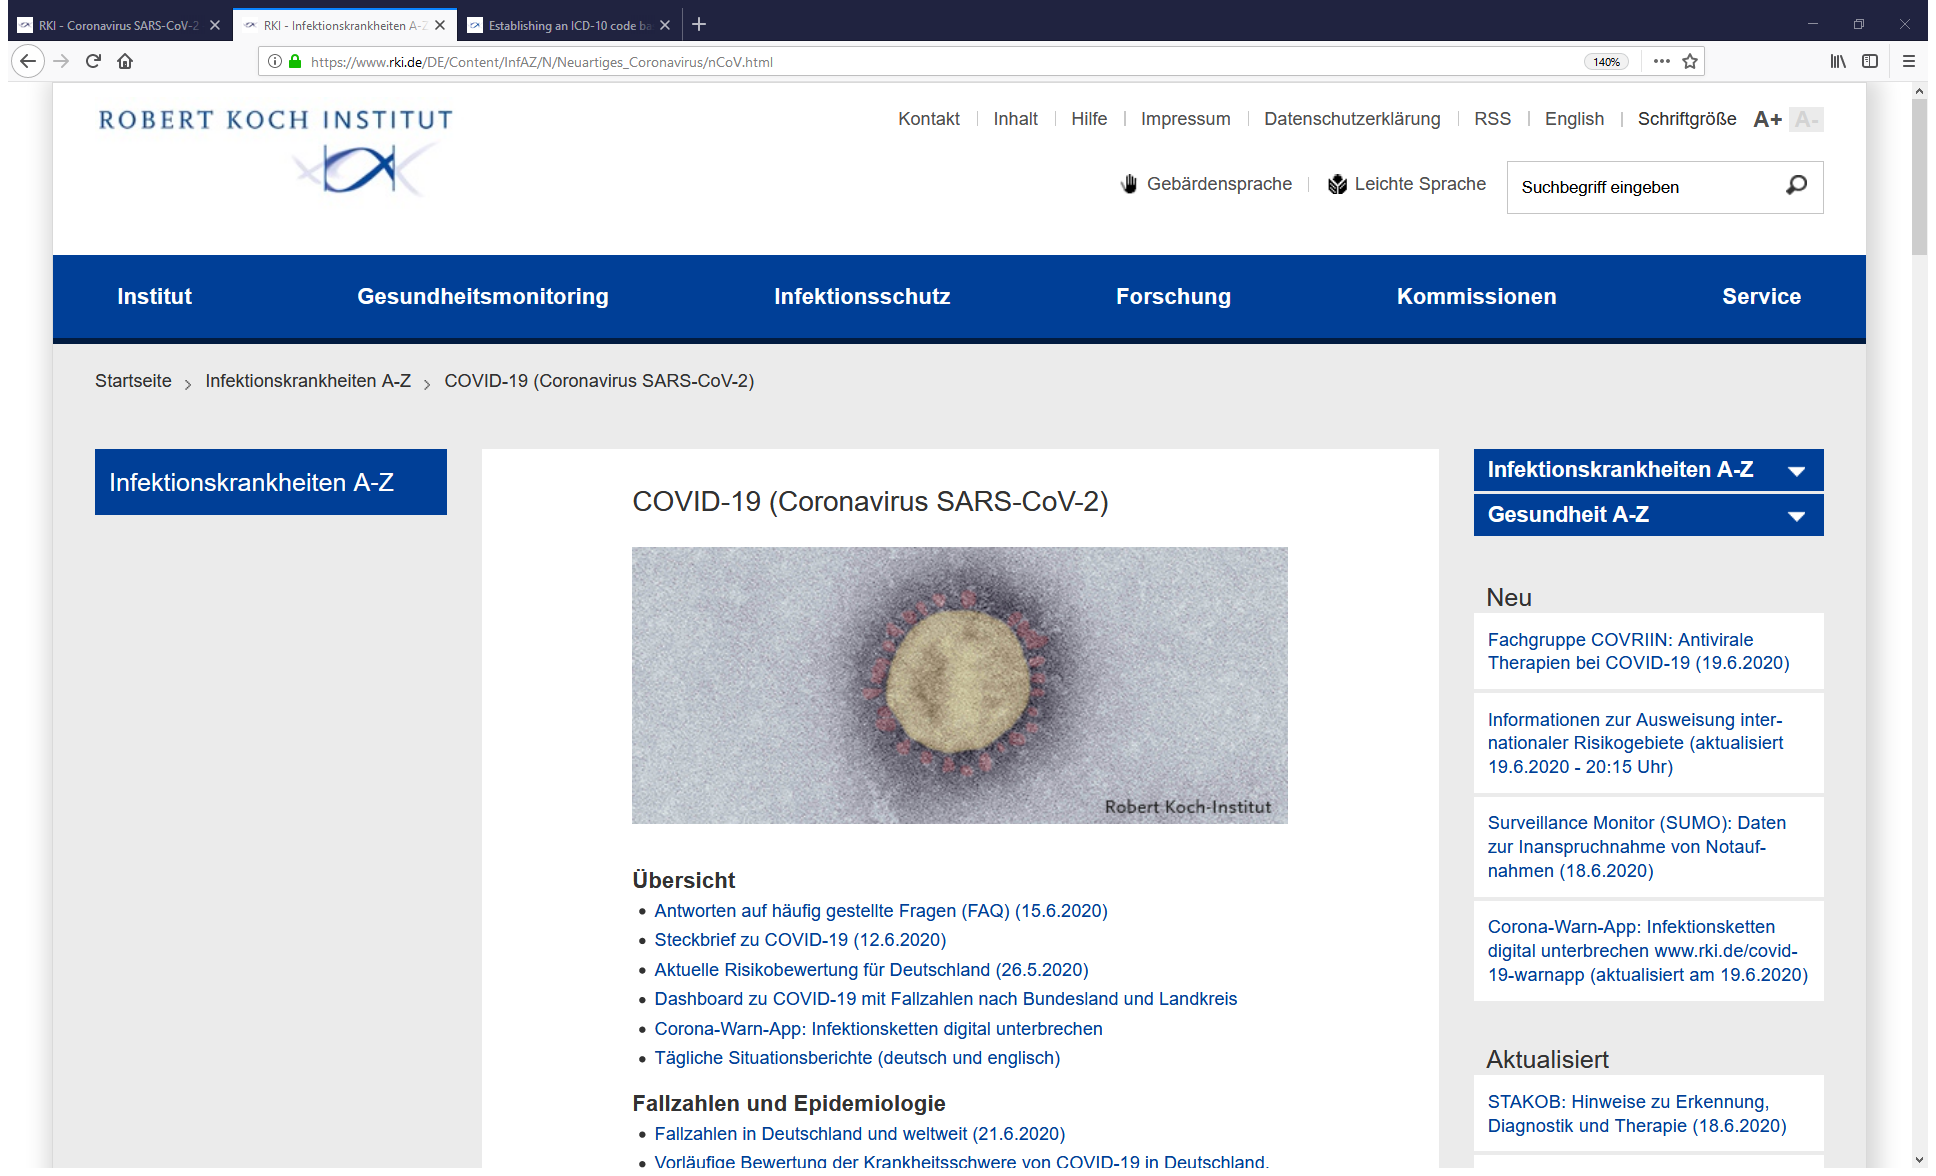 RKI - Coronavirus SARS-CoV-2
RKI - Infektionskrankheiten A-Z
Establishing an ICD-10 code ba
https://www.rki.de/DE/Content/InfAZ/N/Neuartiges_Coronavirus/nCoV.html
140%
ROBERT KOCH INSTITUT
Kontakt
Inhalt
Hilfe
Impressum
Datenschutzerklärung
RSS
English
Schriftgröße
A+
A-
Gebärdensprache
Leichte Sprache
Suchbegriff eingeben
Institut
Gesundheitsmonitoring
Infektionsschutz
Forschung
Kommissionen
Service
Startseite > Infektionskrankheiten A-Z > COVID-19 (Coronavirus SARS-CoV-2)
Infektionskrankheiten A-Z
COVID-19 (Coronavirus SARS-CoV-2)
Robert Koch-Institut
Übersicht
• Antworten auf häufig gestellte Fragen (FAQ) (15.6.2020)
• Steckbrief zu COVID-19 (12.6.2020)
• Aktuelle Risikobewertung für Deutschland (26.5.2020)
• Dashboard zu COVID-19 mit Fallzahlen nach Bundesland und Landkreis
• Corona-Warn-App: Infektionsketten digital unterbrechen
• Tägliche Situationsberichte (deutsch und englisch)
Fallzahlen und Epidemiologie
• Fallzahlen in Deutschland und weltweit (21.6.2020)
• Vorläufige Bewertung der Krankheitsschwere von COVID-19 in Deutschland,
Infektionskrankheiten A-Z
Gesundheit A-Z
Neu
Fachgruppe COVRIIN: Antivirale
Therapien bei COVID-19 (19.6.2020)
Informationen zur Ausweisung inter-
nationaler Risikogebiete (aktualisiert
19.6.2020 - 20:15 Uhr)
Surveillance Monitor (SUMO): Daten
zur Inanspruchnahme von Notauf-
nahmen (18.6.2020)
Corona-Warn-App: Infektionsketten
digital unterbrechen www.rki.de/covid-
19-warnapp (aktualisiert am 19.6.2020)
Aktualisiert
STAKOB: Hinweise zu Erkennung,
Diagnostik und Therapie (18.6.2020)